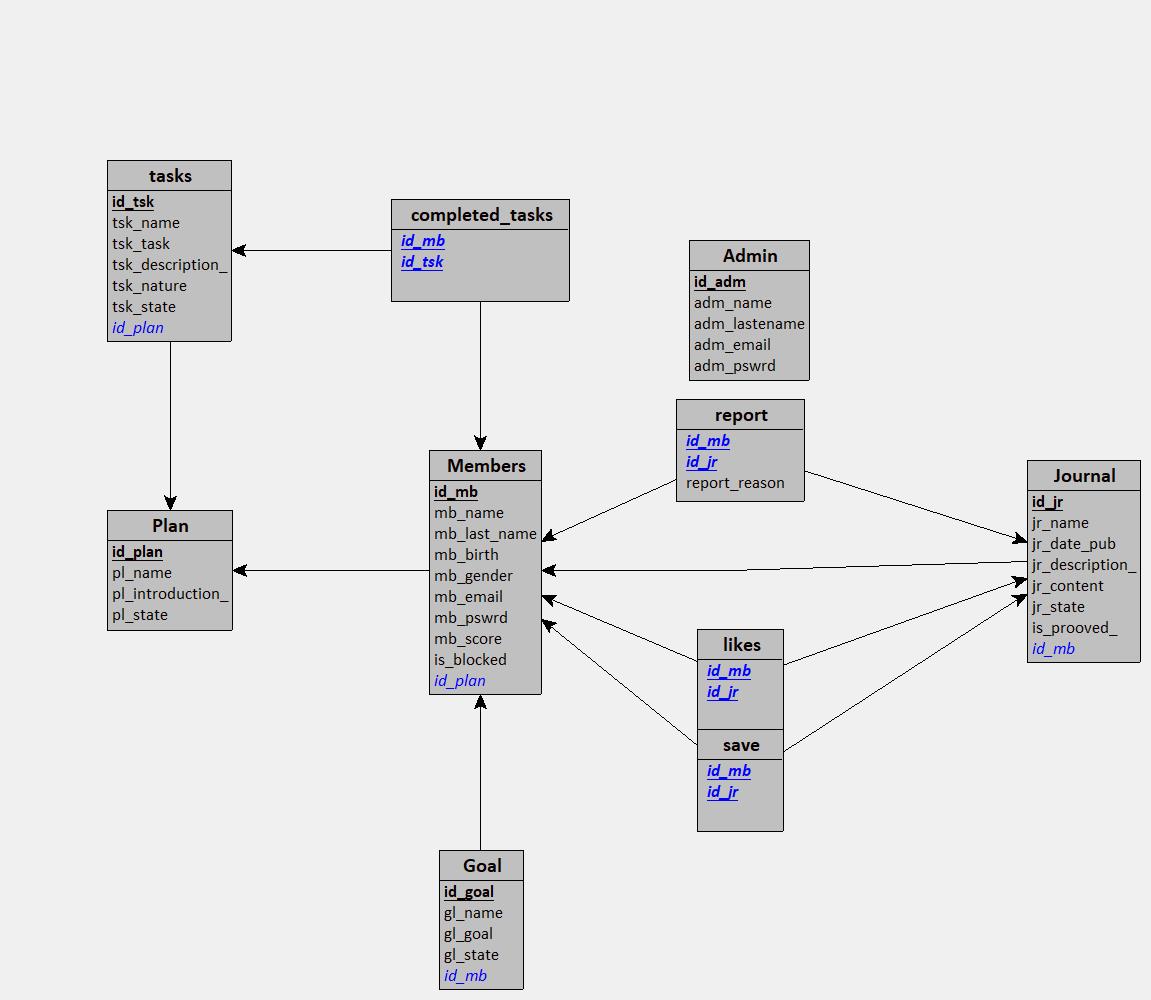 tasks
id_tsk
tsk_name
tsk_task
tsk_description_
tsk_nature
tsk_state
id_plan
completed_tasks
id_mb
id_tsk
Admin
id_adm
adm_name
adm_lastename
adm_email
adm_pswrd
report
id_mb
id_jr
report_reason
Members
id_mb
mb_name
mb_last_name
mb_birth
mb_gender
mb_email
mb_pswrd
mb_score
is_blocked
id_plan
Journal
id_jr
jr_name
jr_date_pub
jr_description_
jr_content
jr_state
is_prooved_
id_mb
Plan
id_plan
pl_name
pl_introduction_
pl_state
likes
id_mb
id_jr
save
id_mb
id_jr
Goal
id_goal
gl_name
gl_goal
gl_state
id_mb